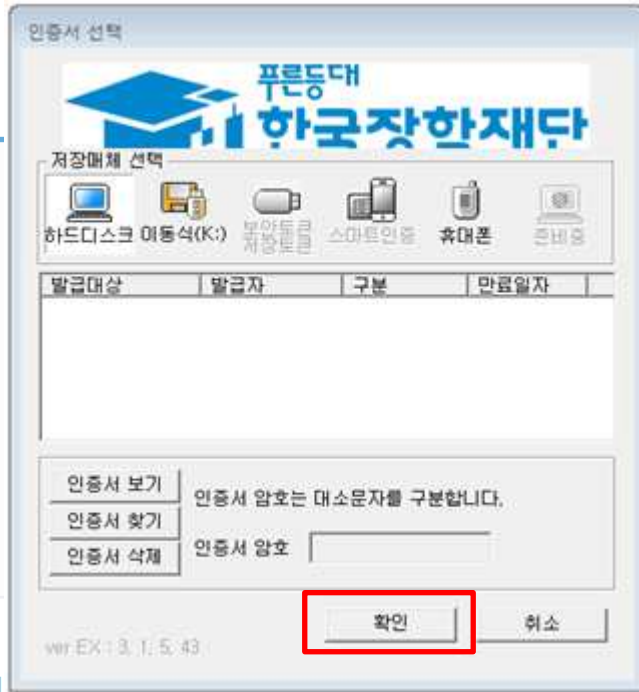 인증서 선택
푸른등대
한국장학재단
저장매체 선택
하드디스크 이동식(K:) 보안토큰 저장토큰 스마트인증 휴대폰 준비중
발급대상 발급자 구분 만료일자
인증서 보기
인증서 암호는 대소문자를 구분합니다.
인증서 찾기
인증서 암호
인증서 삭제
확인 취소
ver EX : 3, 1, 5, 43